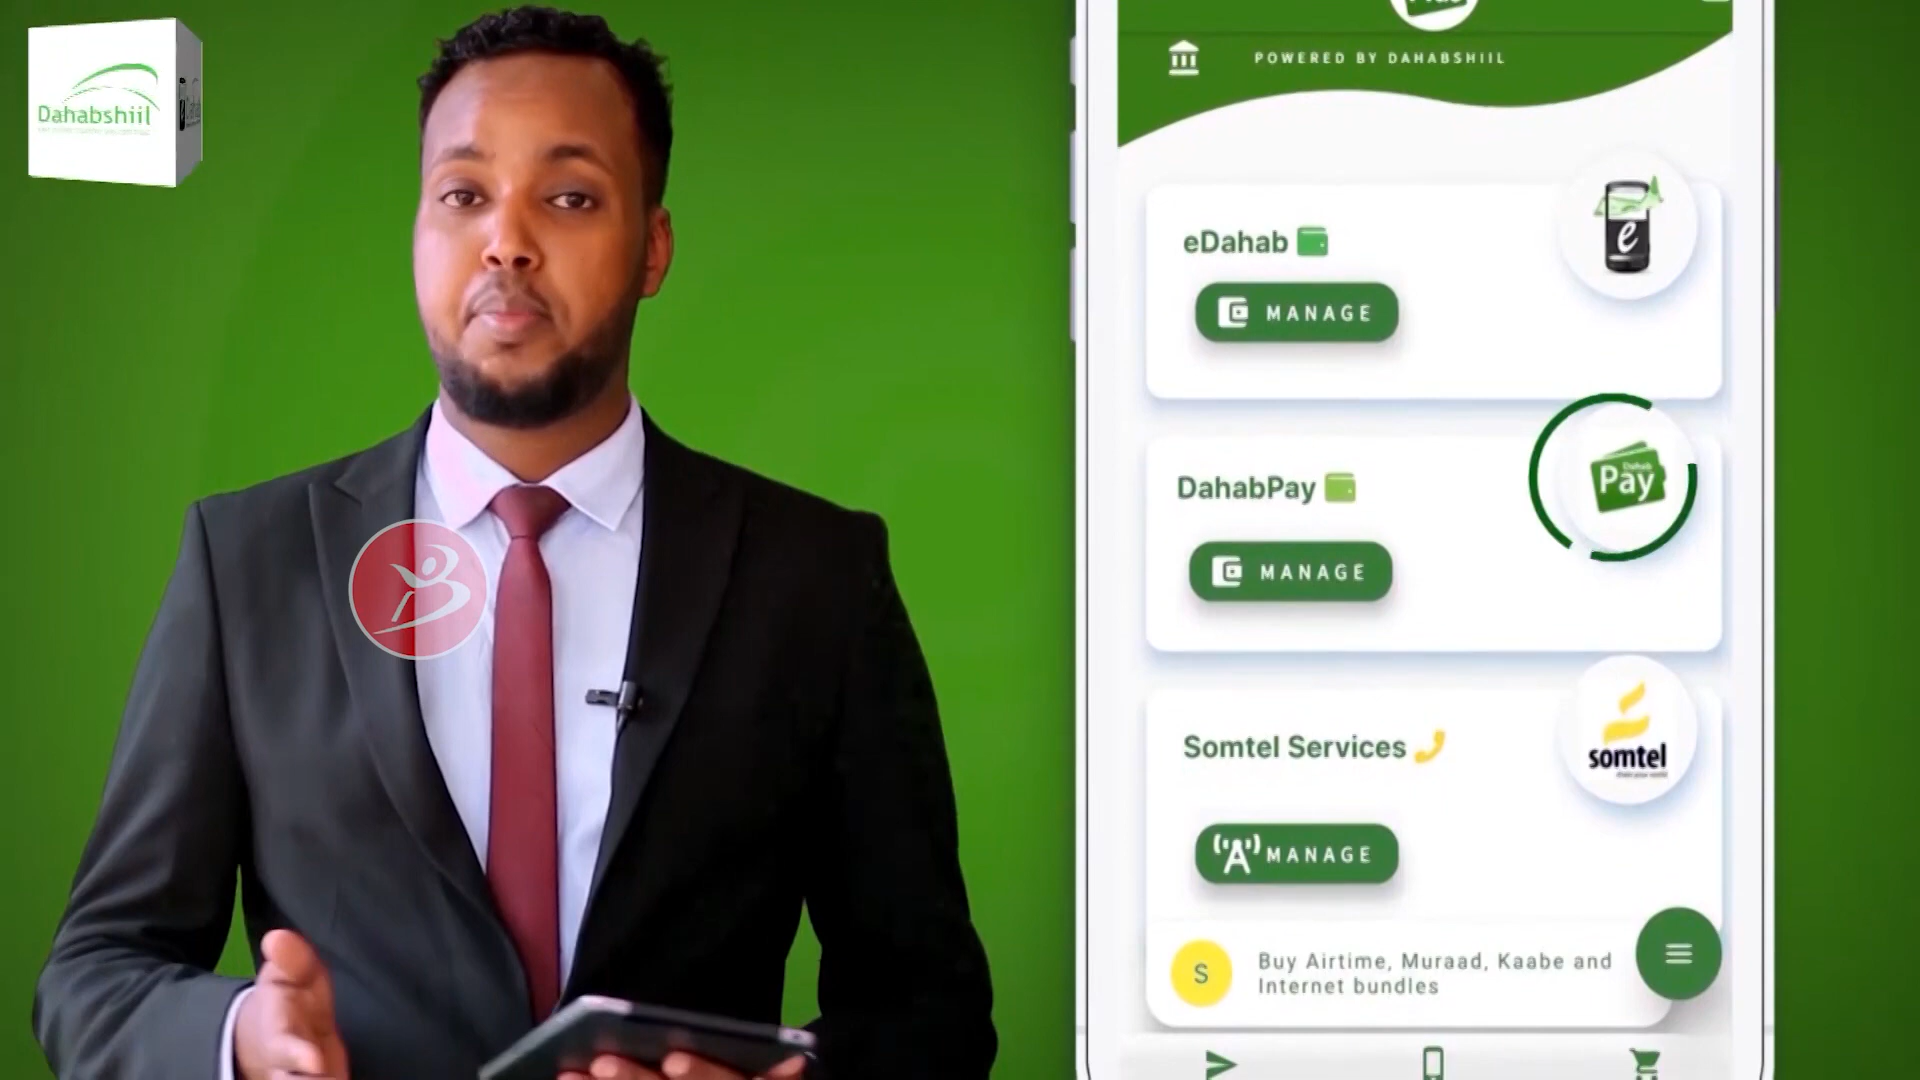 Dahabshiil
POWERED BY DAHABSHIIL
eDahab
e
MANAGE
DahabPay
Dahab
Pay
MANAGE
Somtel Services
somtel
MANAGE
S
Buy Airtime, Muraad, Kaabe and
Internet bundles